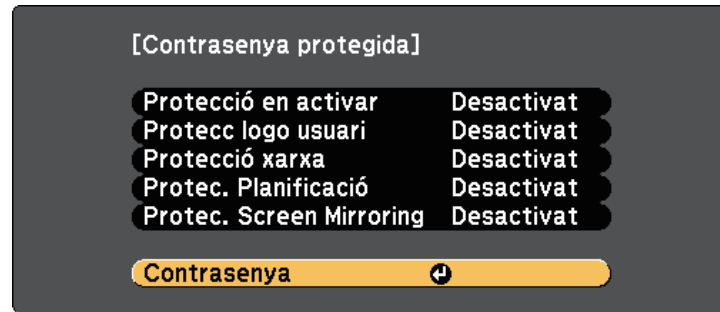 [Contrasenya protegida]
Protecció en activar Desactivat
Protecc logo usuari Desactivat
Protecció xarxa Desactivat
Protec. Planificació Desactivat
Protec. Screen Mirroring Desactivat
Contrasenya